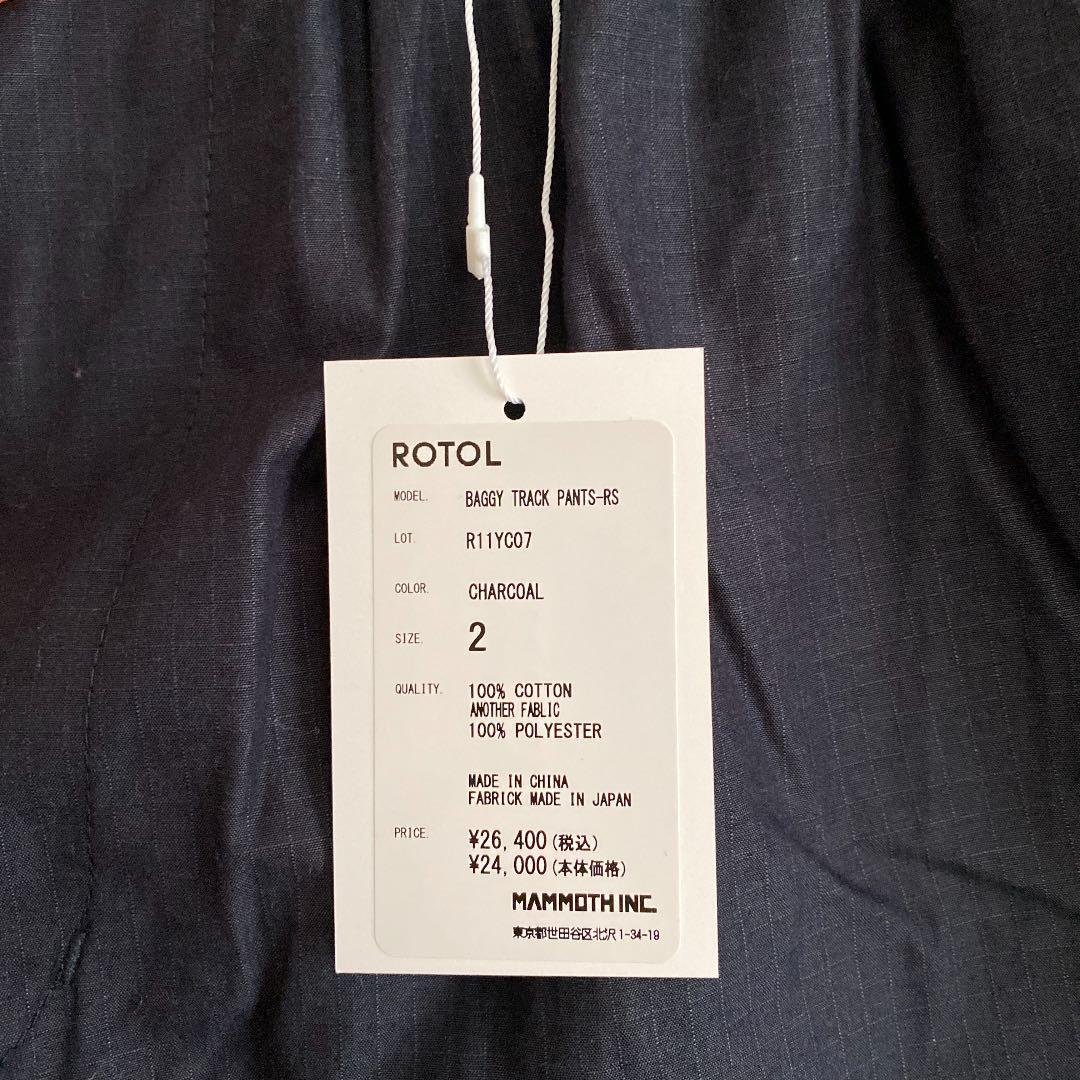 ROTOL
MODEL. BAGGY TRACK PANTS-RS
LOT. R11YC07
COLOR. CHARCOAL
SIZE. 2
QUALITY. 100% COTTON
ANOTHER FABLIC
100% POLYESTER
MADE IN CHINA
FABRICK MADE IN JAPAN
PRICE. ¥26,400(税込)
¥24,000(本体価格)
MAMMOTH INC.
東京都世田谷区北沢1-34-19